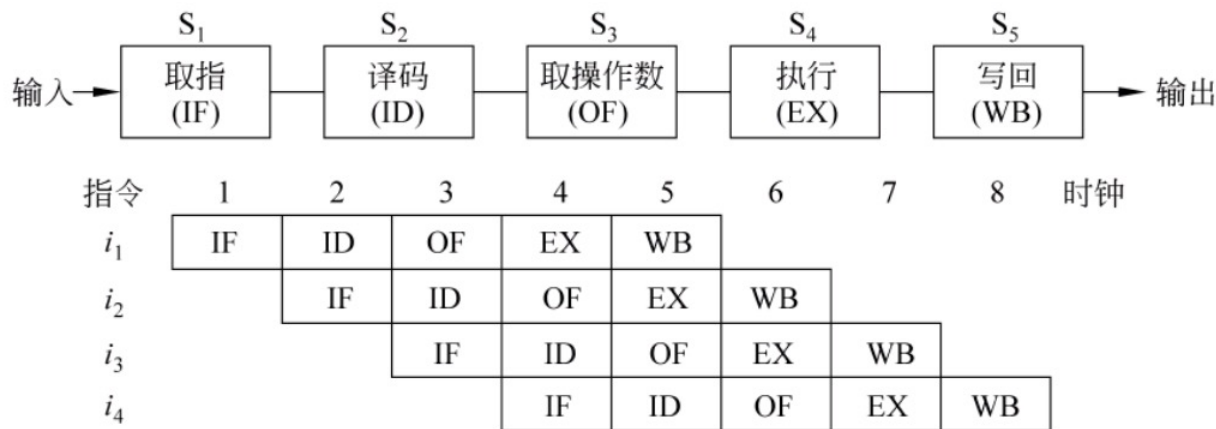 S₁ S₂ S₃ S₄ S₅
输入 取指 译码 取操作数 执行 写回 输出
(IF) (ID) (OF) (EX) (WB)
指令 1 2 3 4 5 6 7 8 时钟
i₁ IF ID OF EX WB
i₂ IF ID OF EX WB
i₃ IF ID OF EX WB
i₄ IF ID OF EX WB